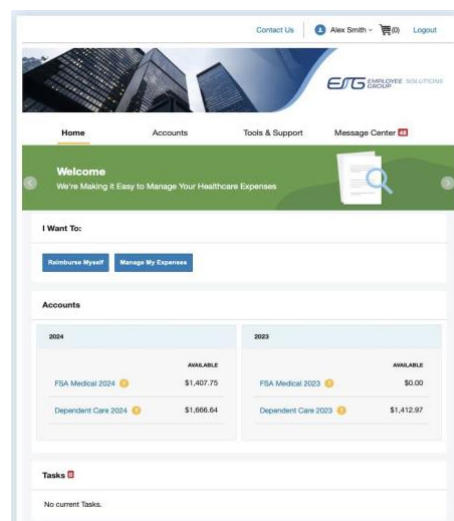 Contact Us Alex Smith (0) Logout
ESG EMPLOYEE SOLUTIONS
GROUP
Home Accounts Tools & Support Message Center
Welcome
We're Making it Easy to Manage Your Healthcare Expenses
I Want To:
Reimburse Myself Manage My Expenses
Accounts
2024 2023
AVAILABLE AVAILABLE
FSA Medical 2024 $1,407.75 FSA Medical 2023 $0.00
Dependent Care 2024 $1,666.64 Dependent Care 2023 $1,412.97
Tasks
No current Tasks.